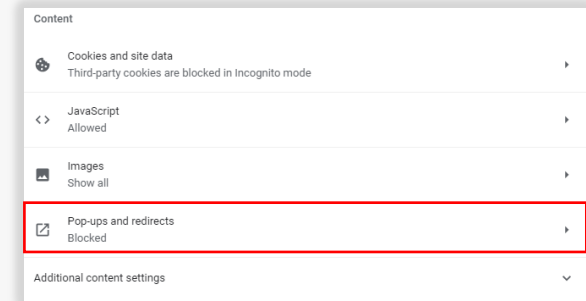 Content
Cookies and site data
Third-party cookies are blocked in Incognito mode
JavaScript
Allowed
Images
Show all
Pop-ups and redirects
Blocked
Additional content settings